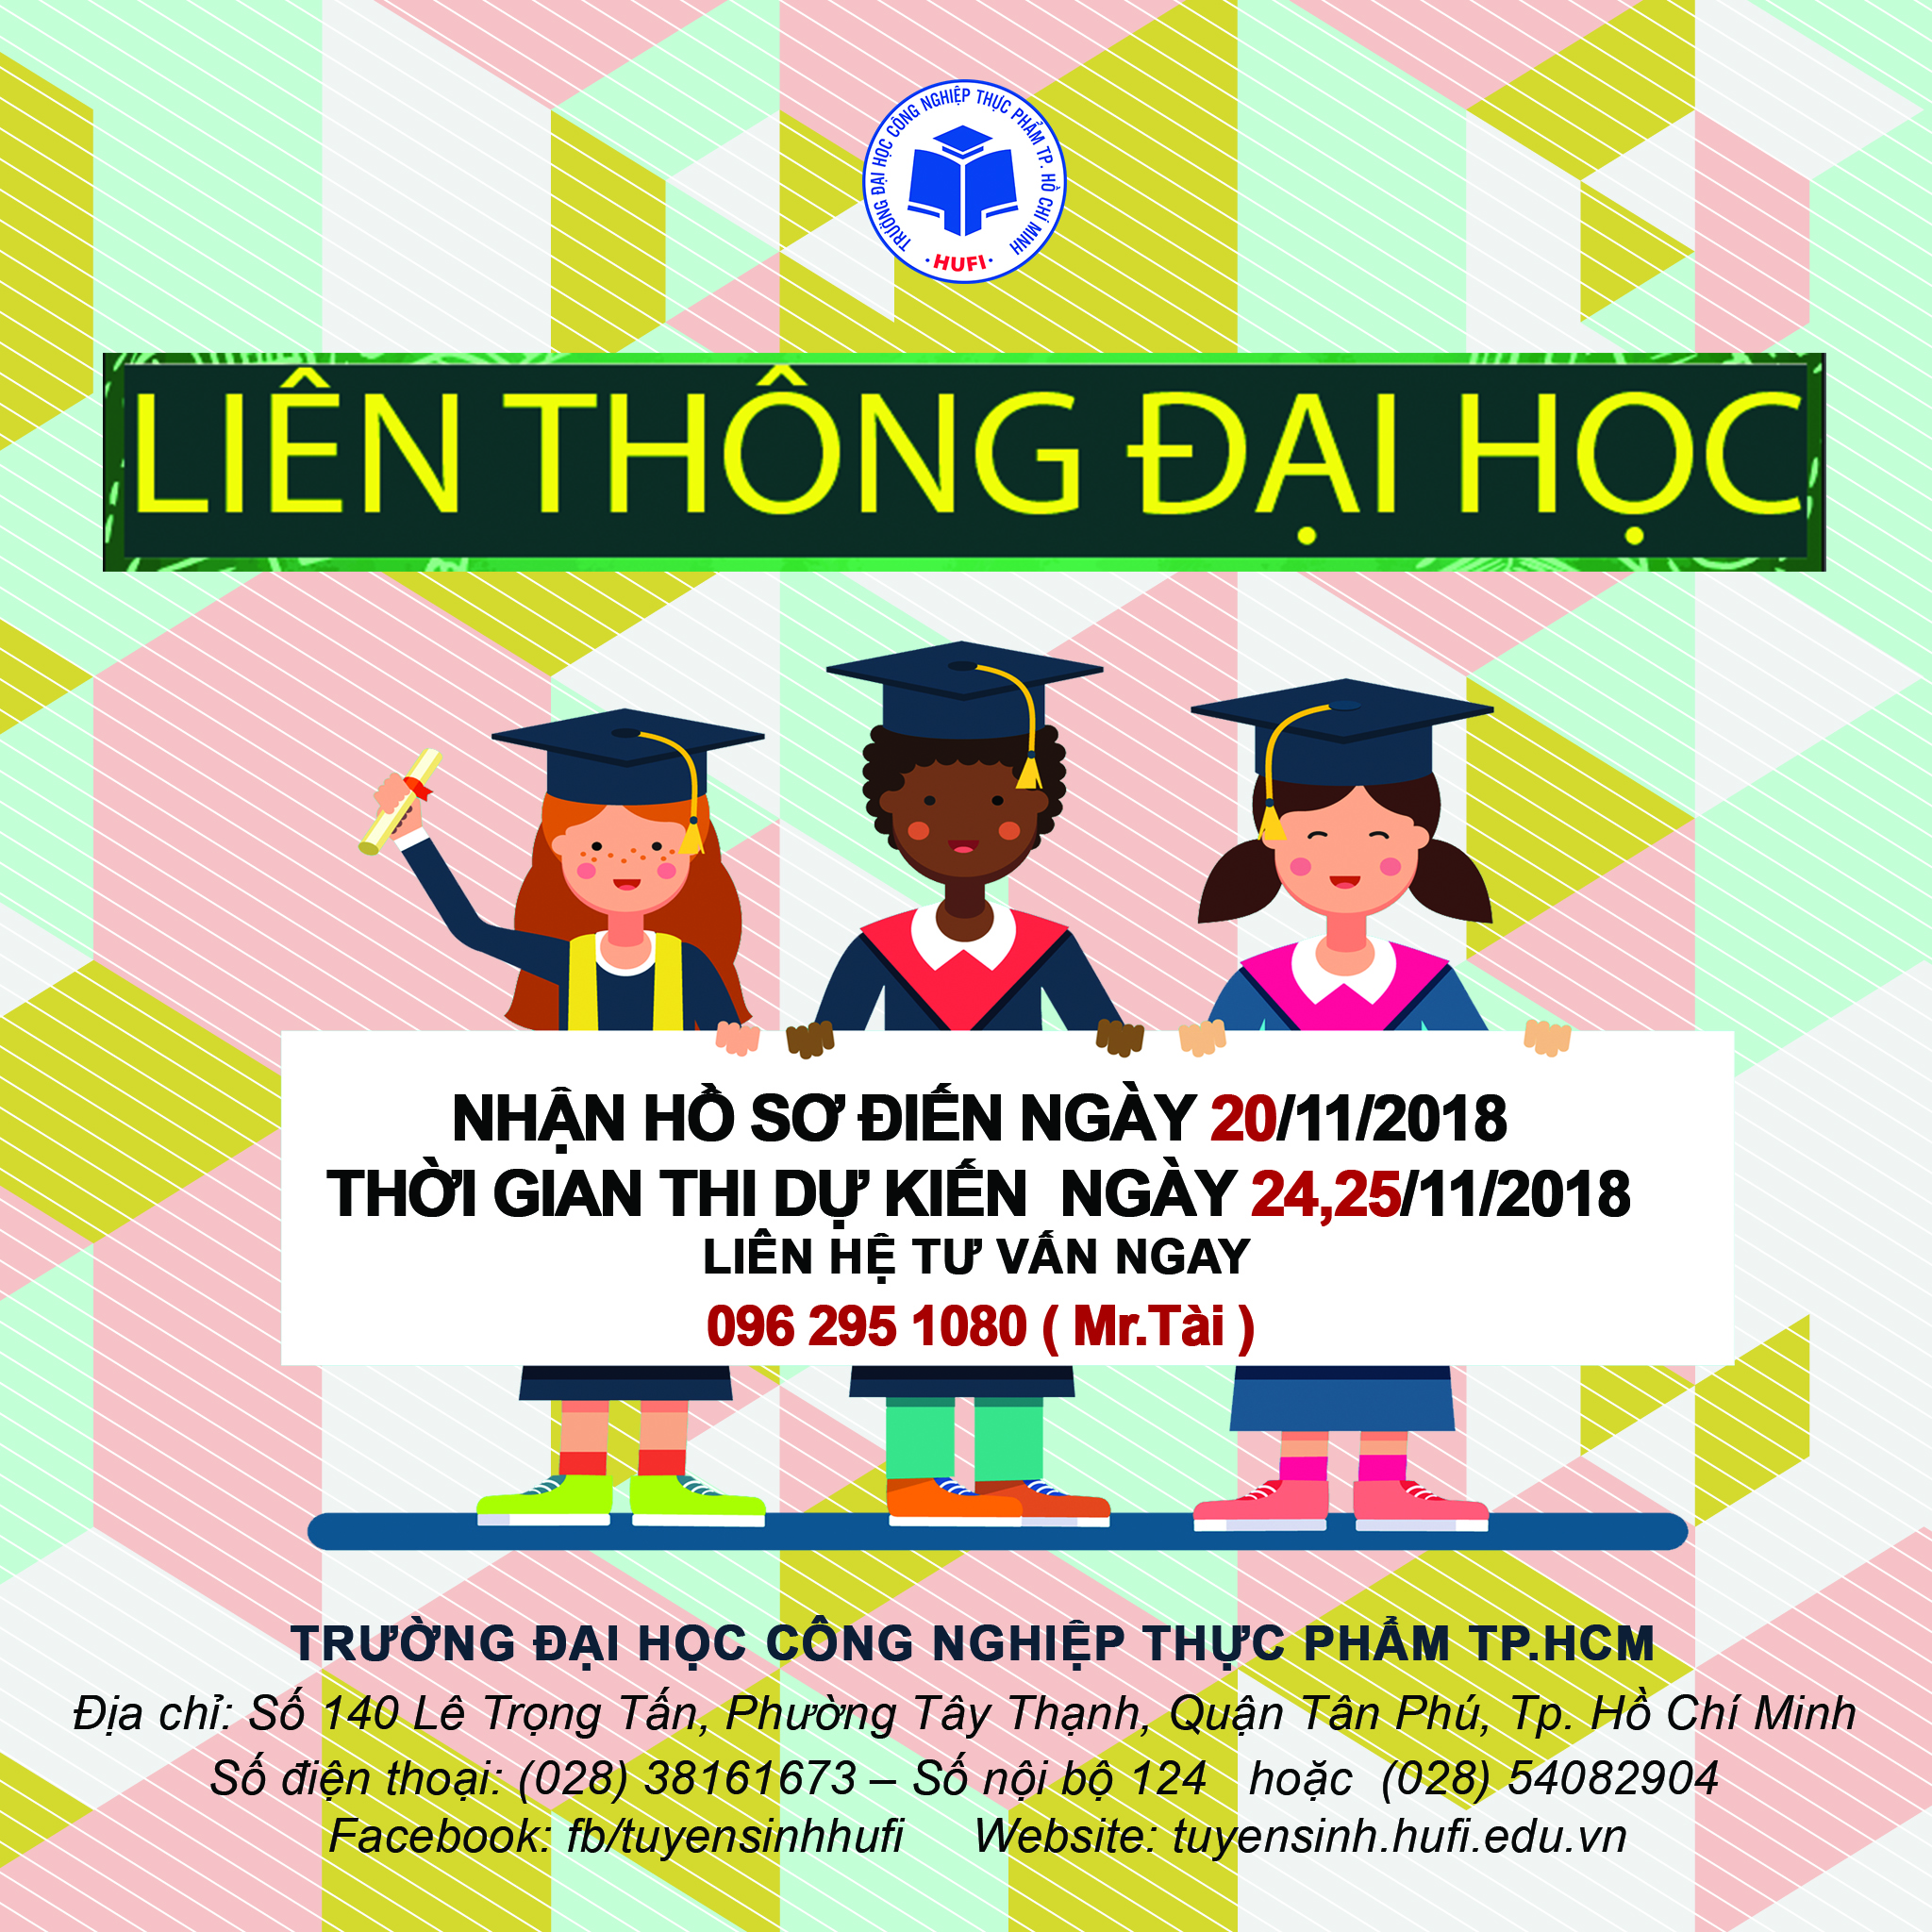 TRƯỜNG ĐẠI HỌC CÔNG NGHIỆP THỰC PHẨM TP. HỒ CHÍ MINH
· HUFI ·
LIÊN THÔNG ĐẠI HỌC
NHẬN HỒ SƠ ĐIẾN NGÀY 20/11/2018
THỜI GIAN THI DỰ KIẾN NGÀY 24,25/11/2018
LIÊN HỆ TƯ VẤN NGAY
096 295 1080 ( Mr.Tài )
TRƯỜNG ĐẠI HỌC CÔNG NGHIỆP THỰC PHẨM TP.HCM
Địa chỉ: Số 140 Lê Trọng Tấn, Phường Tây Thạnh, Quận Tân Phú, Tp. Hồ Chí Minh
Số điện thoại: (028) 38161673 – Số nội bộ 124 hoặc (028) 54082904
Facebook: fb/tuyensinhhufi Website: tuyensinh.hufi.edu.vn